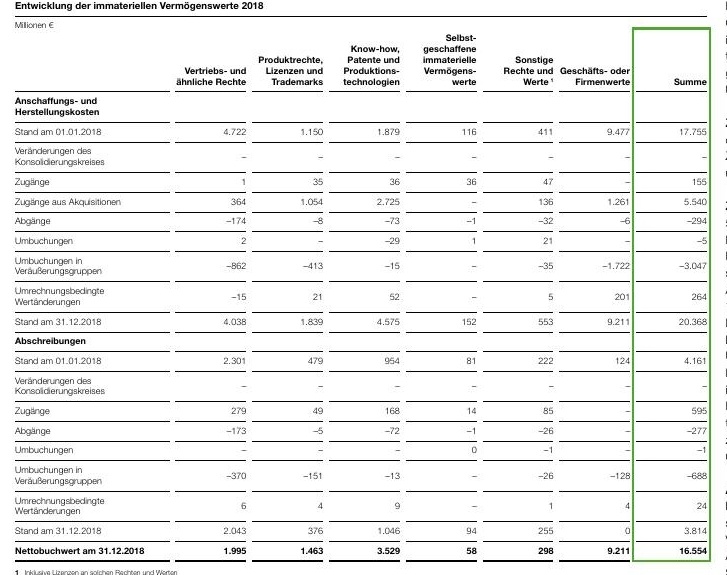 Entwicklung der immateriellen Vermögenswerte 2018
Millionen €
Vertriebs- und ähnliche Rechte Produktrechte, Lizenzen und Trademarks Know-how, Patente und Produktions-technologien Selbst-geschaffene immaterielle Vermögens-werte Sonstige Rechte und Werte ¹ Geschäfts- oder Firmenwerte Summe
Anschaffungs- und
Herstellungskosten
Stand am 01.01.2018 4.722 1.150 1.879 116 411 9.477 17.755
Veränderungen des
Konsolidierungskreises – – – – – – –
Zugänge 1 35 36 36 47 – 155
Zugänge aus Akquisitionen 364 1.054 2.725 – 136 1.261 5.540
Abgänge –174 –8 –73 –1 –32 –6 –294
Umbuchungen 2 – –29 1 21 – –5
Umbuchungen in
Veräußerungsgruppen –862 –413 –15 – –35 –1.722 –3.047
Umrechnungsbedingte
Wertänderungen –15 21 52 – 5 201 264
Stand am 31.12.2018 4.038 1.839 4.575 152 553 9.211 20.368
Abschreibungen
Stand am 01.01.2018 2.301 479 954 81 222 124 4.161
Veränderungen des
Konsolidierungskreises – – – – – – –
Zugänge 279 49 168 14 85 – 595
Abgänge –173 –5 –72 –1 –26 – –277
Umbuchungen – – – 0 –1 – –1
Umbuchungen in
Veräußerungsgruppen –370 –151 –13 – –26 –128 –688
Umrechnungsbedingte
Wertänderungen 6 4 9 – 1 4 24
Stand am 31.12.2018 2.043 376 1.046 94 255 0 3.814
Nettobuchwert am 31.12.2018 1.995 1.463 3.529 58 298 9.211 16.554
1 Inklusive Lizenzen an solchen Rechten und Werten